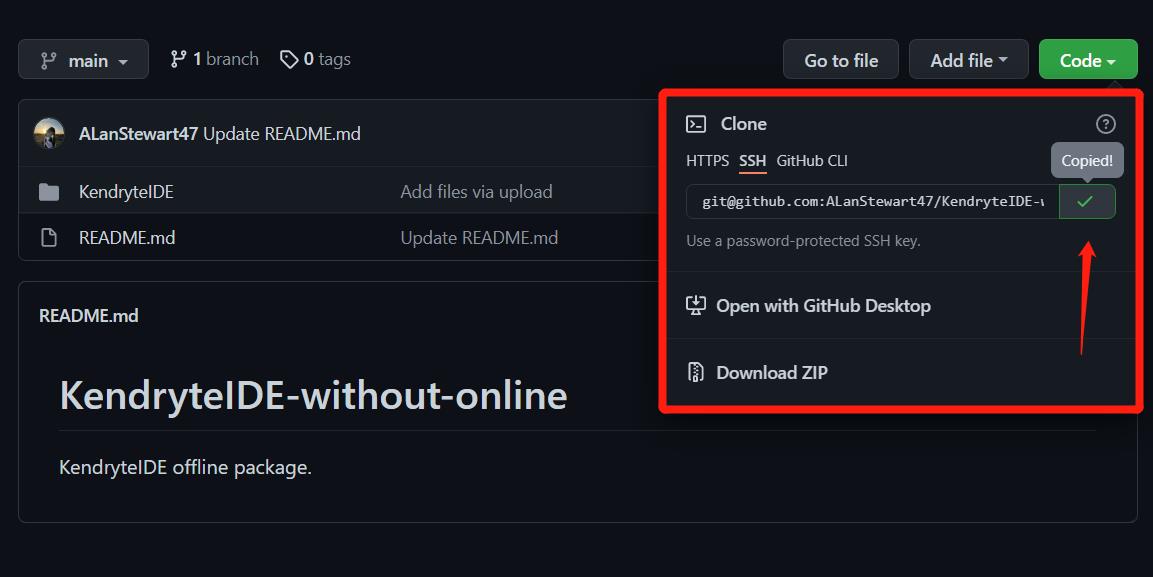 main 1 branch 0 tags Go to file Add file Code
ALanStewart47 Update README.md
KendryteIDE Add files via upload
README.md Update README.md
README.md
KendryteIDE-without-online
KendryteIDE offline package.
Clone
HTTPS SSH GitHub CLI Copied!
git@github.com:ALanStewart47/KendryteIDE-
Use a password-protected SSH key.
Open with GitHub Desktop
Download ZIP